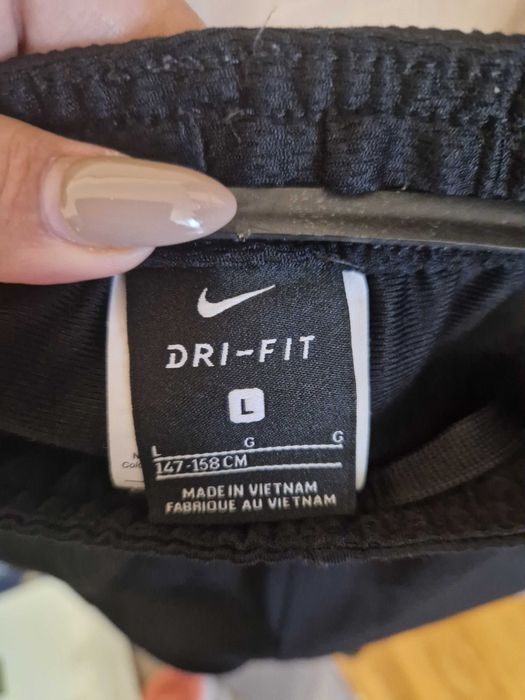 DRI-FIT
L
L G G
147-158 CM
MADE IN VIETNAM
FABRIQUE AU VIETNAM